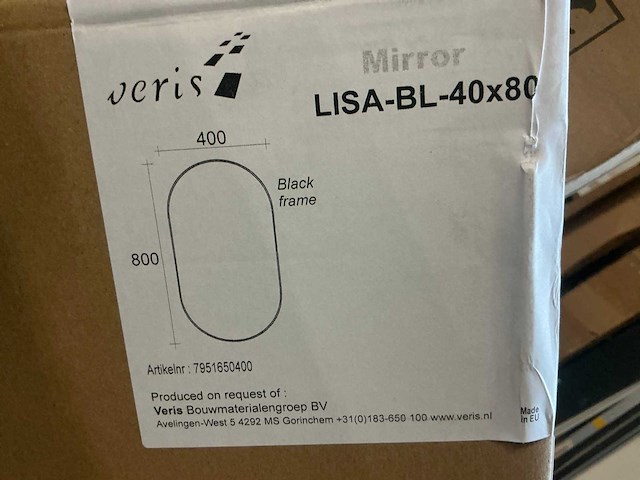 veris
Mirror
LISA-BL-40x80
400
Black
frame
800
Artikelnr : 7951650400
Produced on request of :
Veris Bouwmaterialengroep BV
Avelingen-West 5 4292 MS Gorinchem +31(0)183-650 100 www.veris.nl
Made
in EU